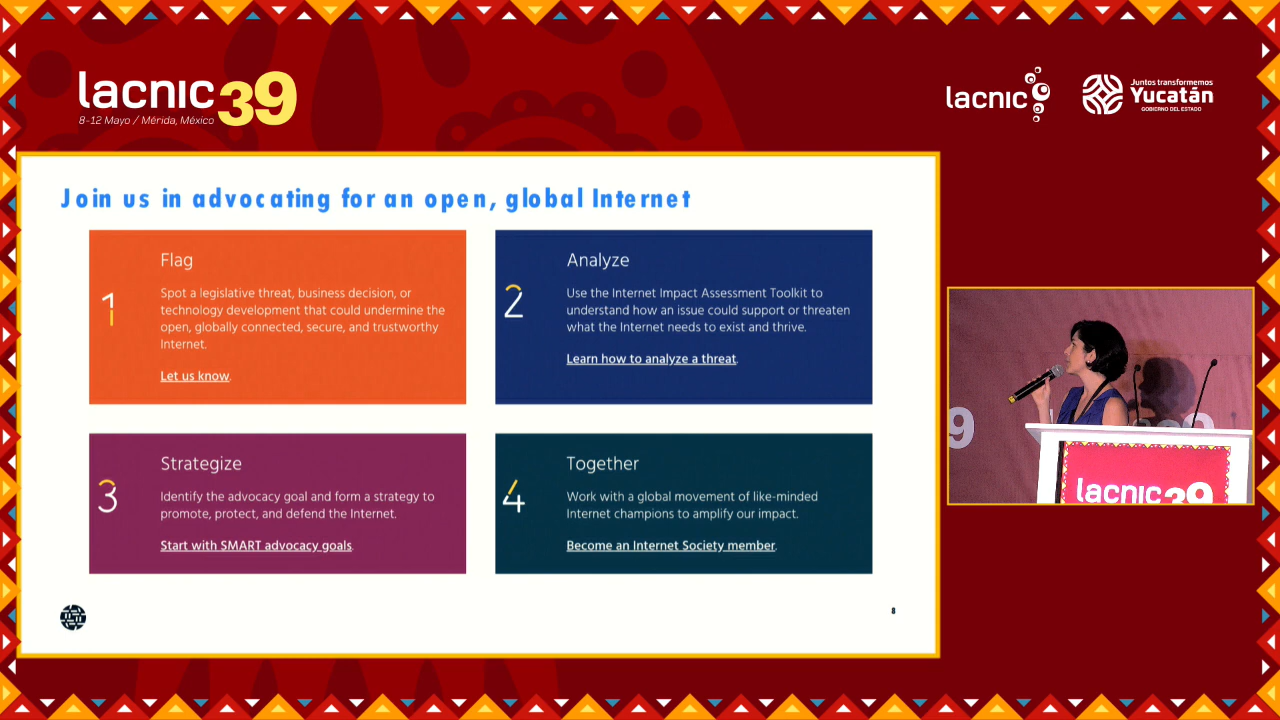 lacnic 39
8-12 Mayo / Mérida, México
lacnic
Juntos transformemos
Yucatán
GOBIERNO DEL ESTADO
Join us in advocating for an open, global Internet
1
Flag
Spot a legislative threat, business decision, or
technology development that could undermine the
open, globally connected, secure, and trustworthy
Internet.
Let us know.
2
Analyze
Use the Internet Impact Assessment Toolkit to
understand how an issue could support or threaten
what the Internet needs to exist and thrive.
Learn how to analyze a threat.
3
Strategize
Identify the advocacy goal and form a strategy to
promote, protect, and defend the Internet.
Start with SMART advocacy goals.
4
Together
Work with a global movement of like-minded
Internet champions to amplify our impact.
Become an Internet Society member.
8
9
lacnic 39